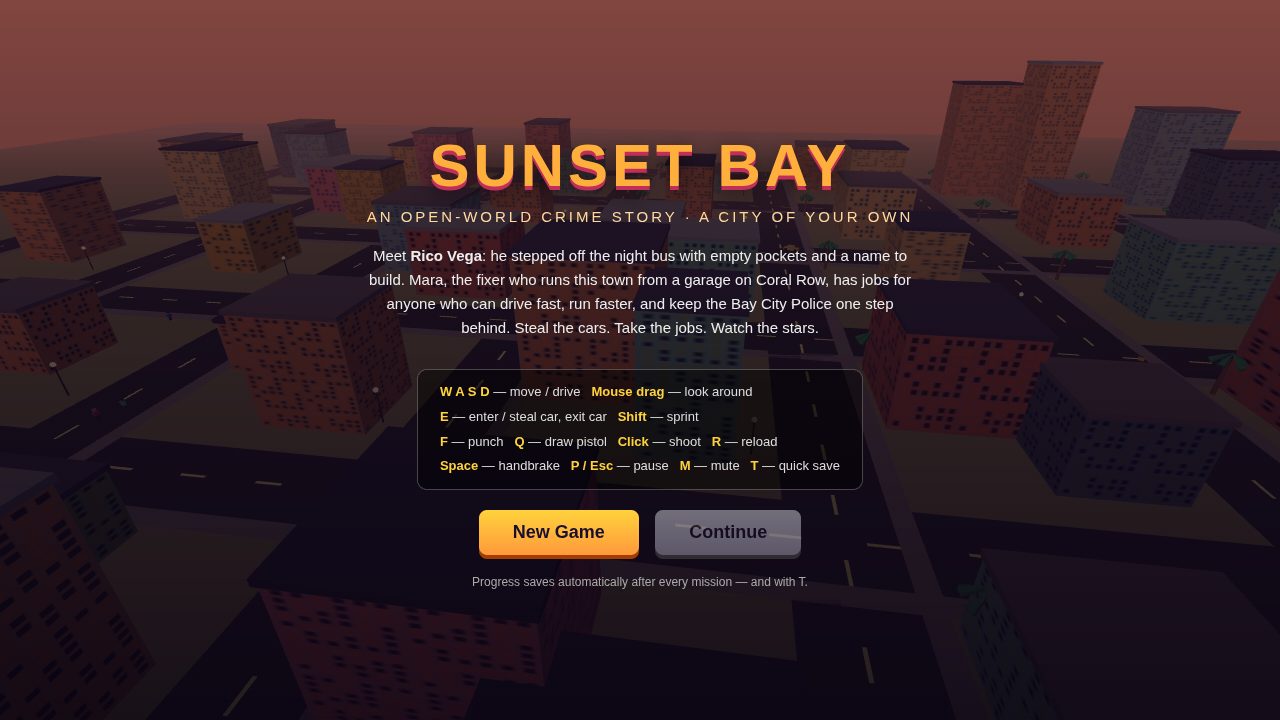 SUNSET BAY
AN OPEN-WORLD CRIME STORY · A CITY OF YOUR OWN
Meet Rico Vega: he stepped off the night bus with empty pockets and a name to
build. Mara, the fixer who runs this town from a garage on Coral Row, has jobs for
anyone who can drive fast, run faster, and keep the Bay City Police one step
behind. Steal the cars. Take the jobs. Watch the stars.
W A S D — move / drive Mouse drag — look around
E — enter / steal car, exit car Shift — sprint
F — punch Q — draw pistol Click — shoot R — reload
Space — handbrake P / Esc — pause M — mute T — quick save
New Game Continue
Progress saves automatically after every mission — and with T.